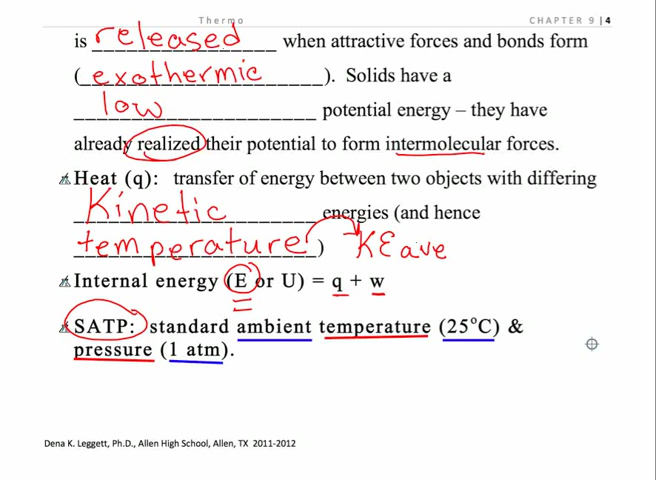 Thermo CHAPTER 9 | 4
is released when attractive forces and bonds form
(exothermic). Solids have a
low potential energy – they have
already realized their potential to form intermolecular forces.
Heat (q): transfer of energy between two objects with differing
Kinetic energies (and hence
temperature) KEave
Internal energy (E or U) = q + w
SATP: standard ambient temperature (25°C) &
pressure (1 atm).
Dena K. Leggett, Ph.D., Allen High School, Allen, TX 2011-2012